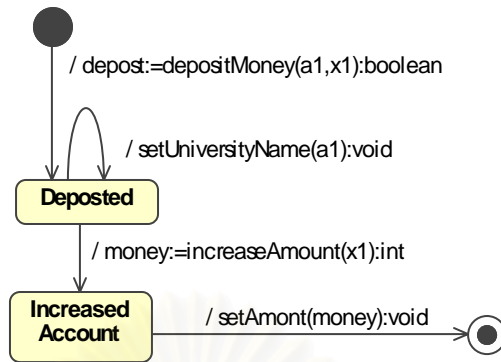 / depost:=depositMoney(a1,x1):boolean
/ setUniversityName(a1):void
Deposted
/ money:=increaseAmount(x1):int
Increased
Account
/ setAmont(money):void